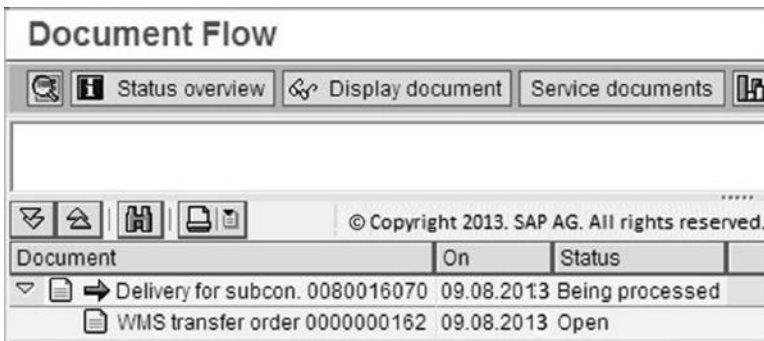 Document Flow
Status overview Display document Service documents
© Copyright 2013. SAP AG. All rights reserved.
Document On Status
Delivery for subcon. 0080016070 09.08.2013 Being processed
WMS transfer order 0000000162 09.08.2013 Open